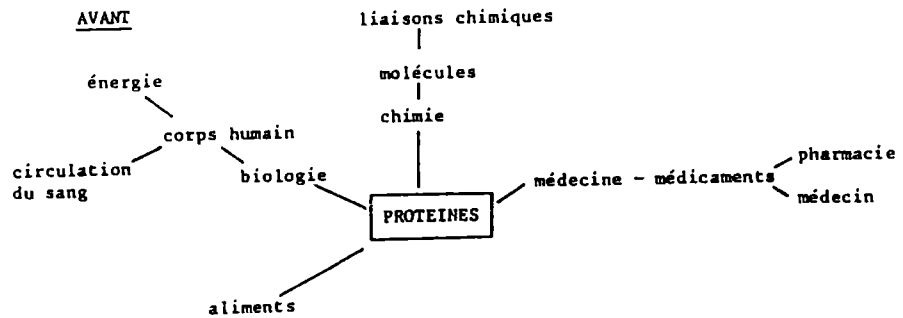 AVANT
liaisons chimiques
molécules
énergie
chimie
corps humain
circulation
du sang
biologie
pharmacie
médecine - médicaments
médecin
PROTEINES
aliments